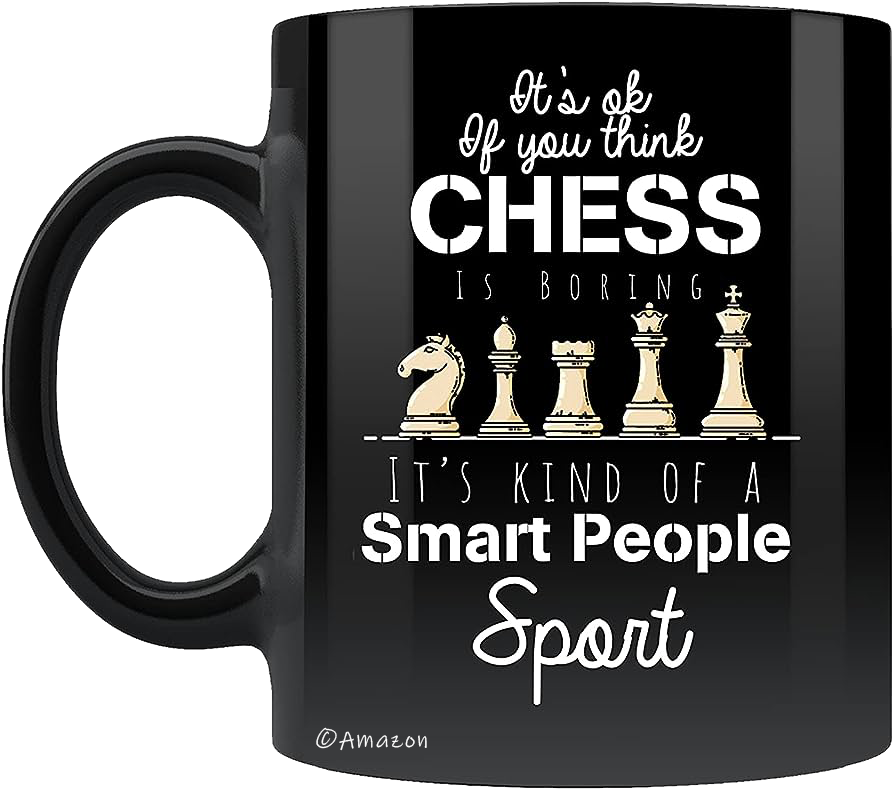 It's ok
If you think
CHESS
Is Boring
It's kind of a
Smart People
Sport
©Amazon